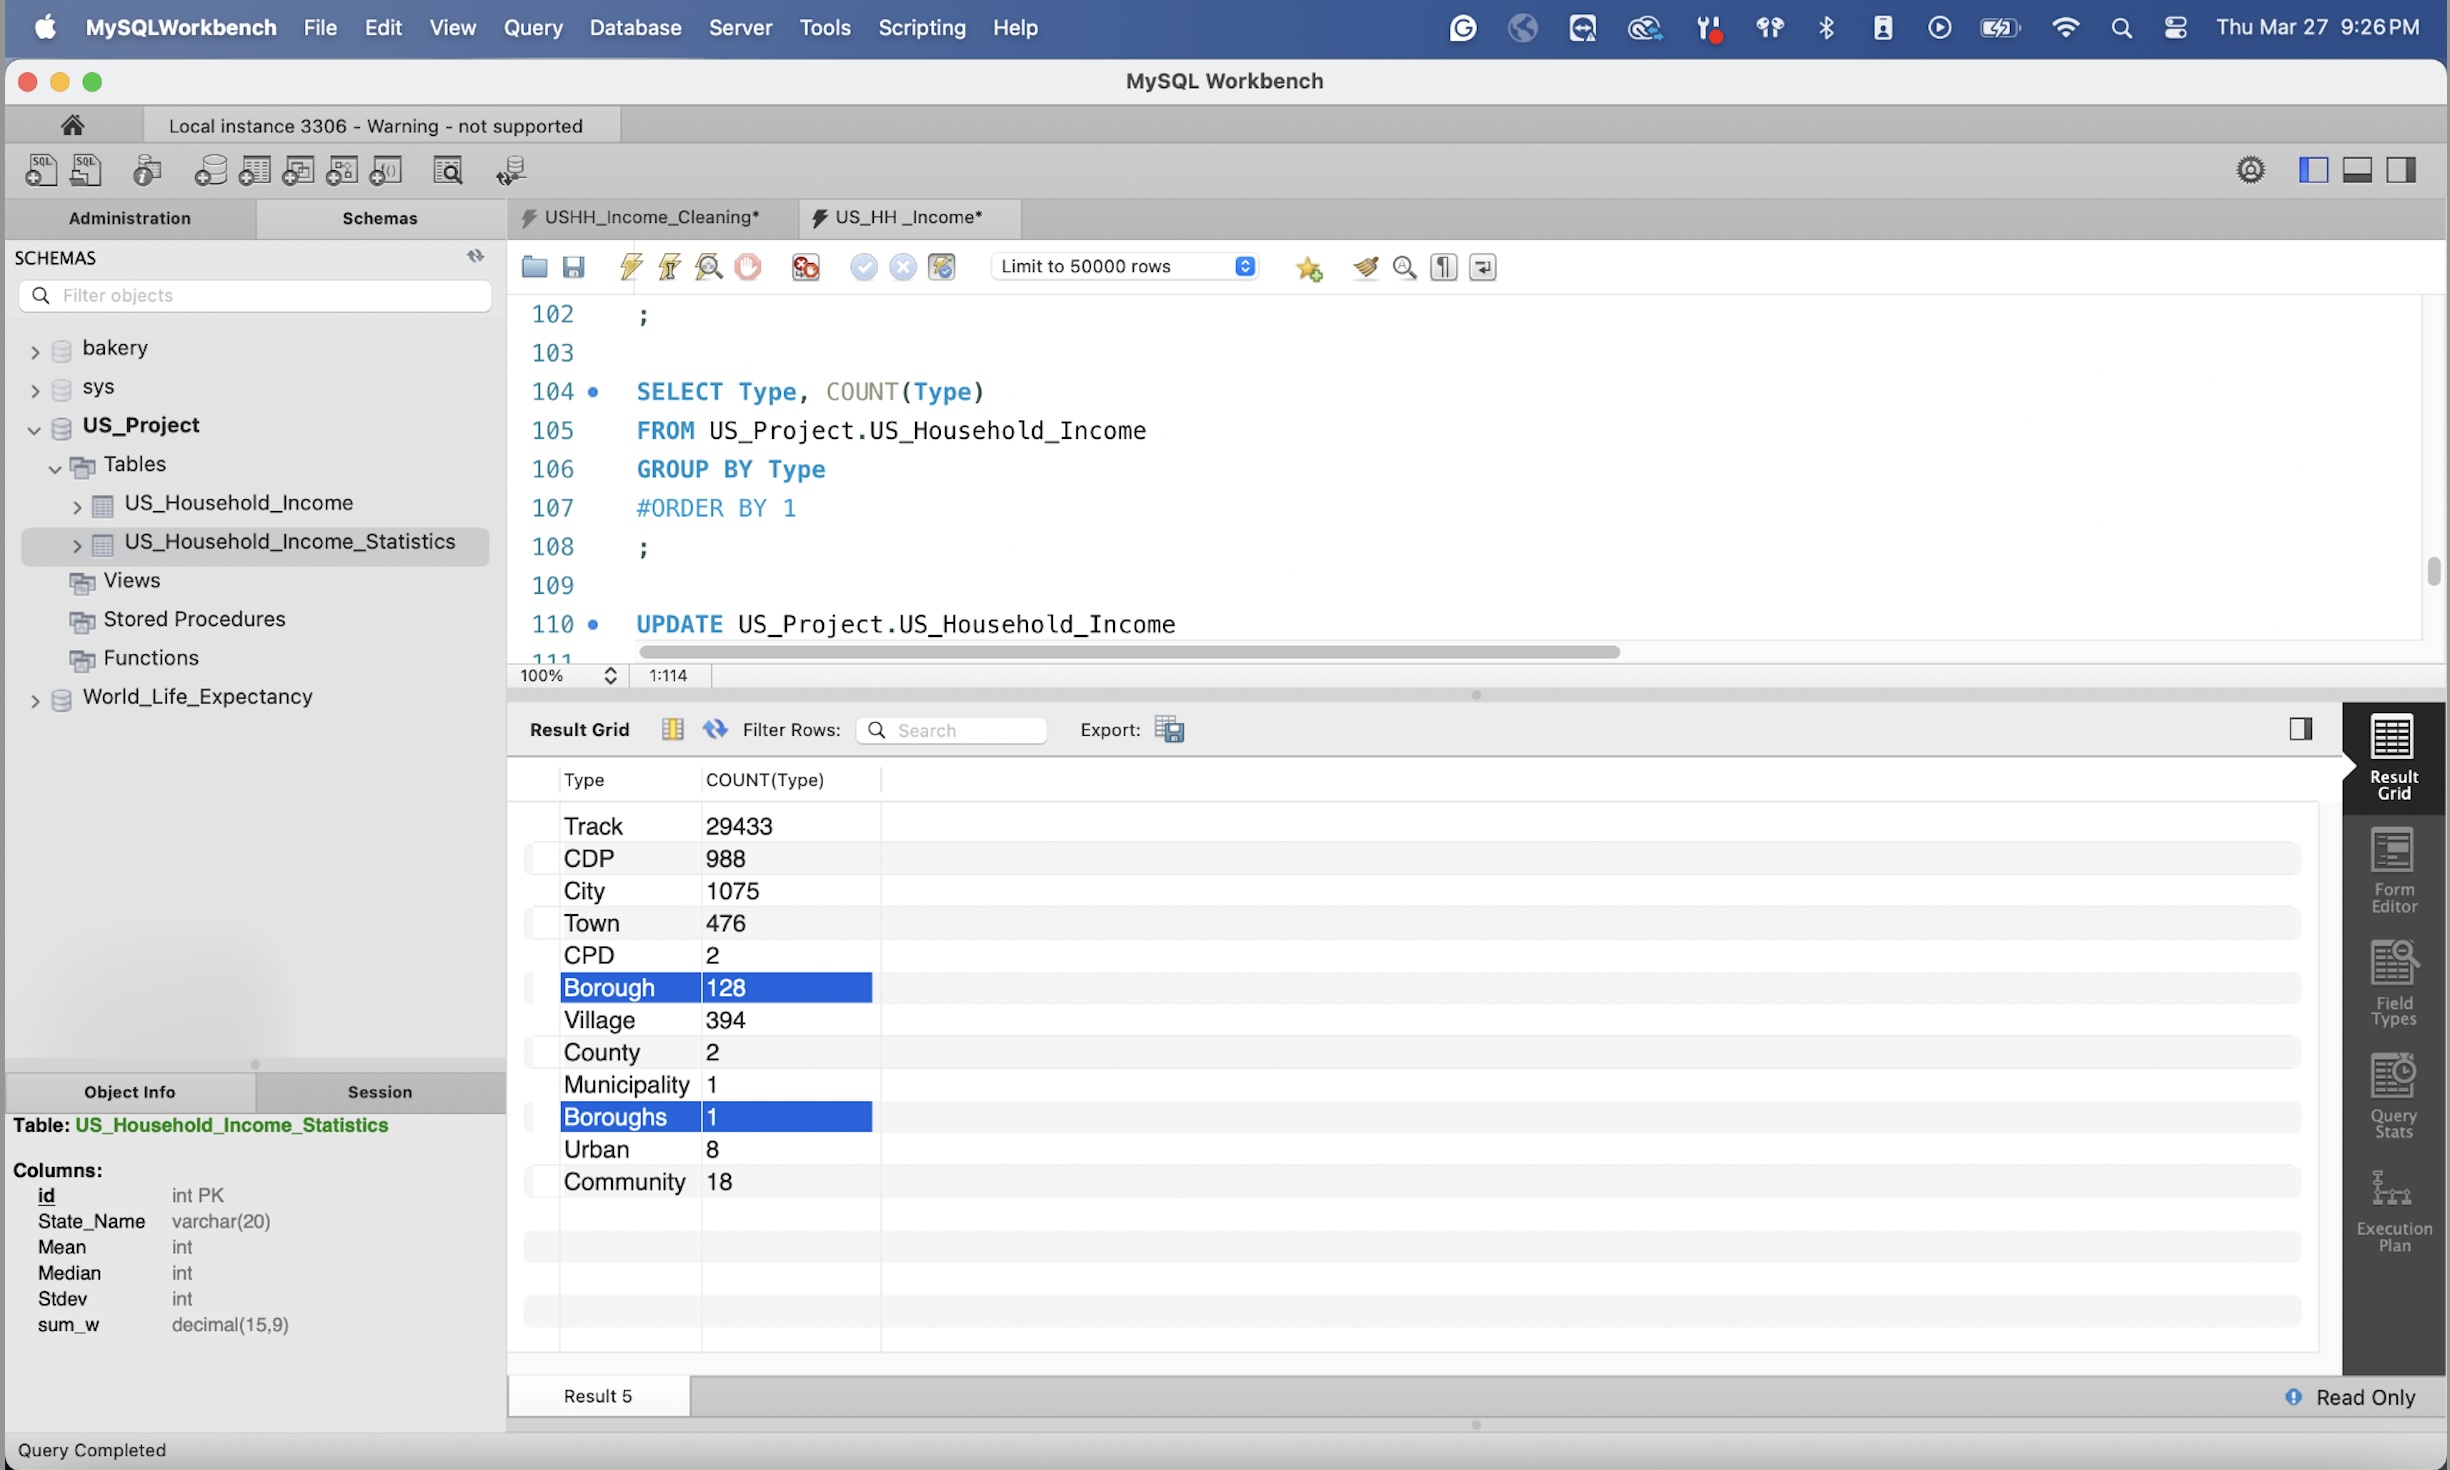 MySQLWorkbench File Edit View Query Database Server Tools Scripting Help Thu Mar 27 9:26 PM
MySQL Workbench
Local instance 3306 - Warning - not supported
Administration Schemas
USHH_Income_Cleaning* US_HH _Income*
SCHEMAS
Filter objects
bakery
sys
US_Project
Tables
US_Household_Income
US_Household_Income_Statistics
Views
Stored Procedures
Functions
World_Life_Expectancy
Object Info Session
Table: US_Household_Income_Statistics
Columns:
id int PK
State_Name varchar(20)
Mean int
Median int
Stdev int
sum_w decimal(15,9)
Limit to 50000 rows
102 ;
103
104 SELECT Type, COUNT(Type)
105 FROM US_Project.US_Household_Income
106 GROUP BY Type
107 #ORDER BY 1
108 ;
109
110 UPDATE US_Project.US_Household_Income
111
100% 1:114
Result Grid Filter Rows: Search Export:
Type COUNT(Type)
Track 29433
CDP 988
City 1075
Town 476
CPD 2
Borough 128
Village 394
County 2
Municipality 1
Boroughs 1
Urban 8
Community 18
Result
Grid
Form
Editor
Field
Types
Query
Stats
Execution
Plan
Result 5
Read Only
Query Completed